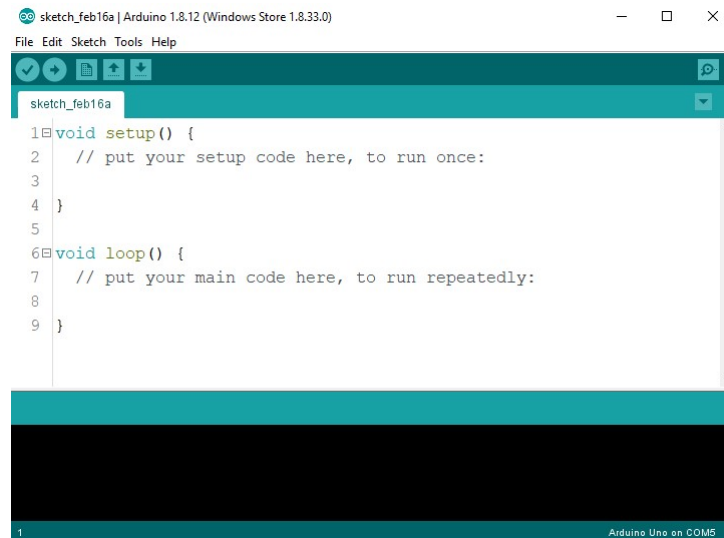 sketch_feb16a | Arduino 1.8.12 (Windows Store 1.8.33.0)
File Edit Sketch Tools Help
sketch_feb16a
1 void setup() {
2 // put your setup code here, to run once:
3
4 }
5
6 void loop() {
7 // put your main code here, to run repeatedly:
8
9 }
1 Arduino Uno on COM5